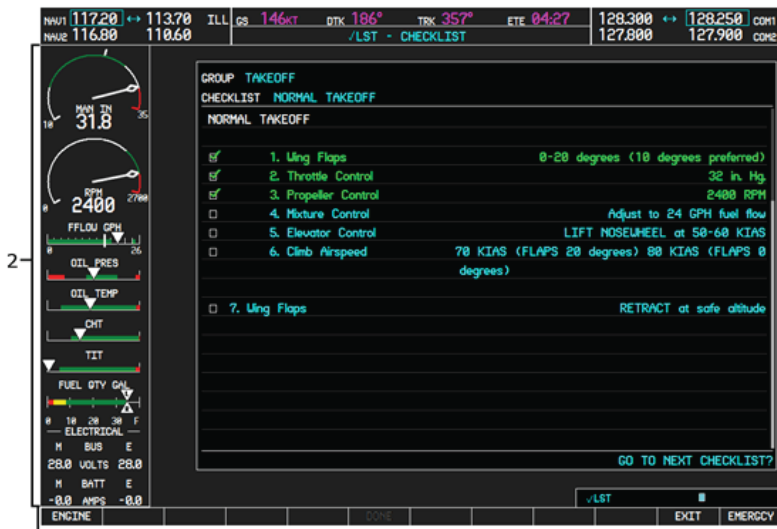 NAV1 117.20 ↔ 113.70 ILL GS 146KT DTK 186° TRK 357° ETE 04:27 128.300 ↔ 128.250 COM1
NAV2 116.80 110.60 √LST - CHECKLIST 127.800 127.900 COM2
GROUP TAKEOFF
CHECKLIST NORMAL TAKEOFF
NORMAL TAKEOFF
1. Wing Flaps 0-20 degrees (10 degrees preferred)
2. Throttle Control 32 in. Hg.
3. Propeller Control 2400 RPM
4. Mixture Control Adjust to 24 GPH fuel flow
5. Elevator Control LIFT NOSEWHEEL at 50-60 KIAS
6. Climb Airspeed 70 KIAS (FLAPS 20 degrees) 80 KIAS (FLAPS 0
degrees)
7. Wing Flaps RETRACT at safe altitude
GO TO NEXT CHECKLIST?
2
MAN IN
10 31.8 35
RPM
0 2400 2700
FFLOW GPH
0 26
OIL PRES
OIL TEMP
CHT
TIT
FUEL QTY GAL
L
R
0 10 20 30 F
ELECTRICAL
M BUS E
28.0 VOLTS 28.0
M BATT E
-0.0 AMPS -0.0
√LST
ENGINE DONE EXIT EMERGCY